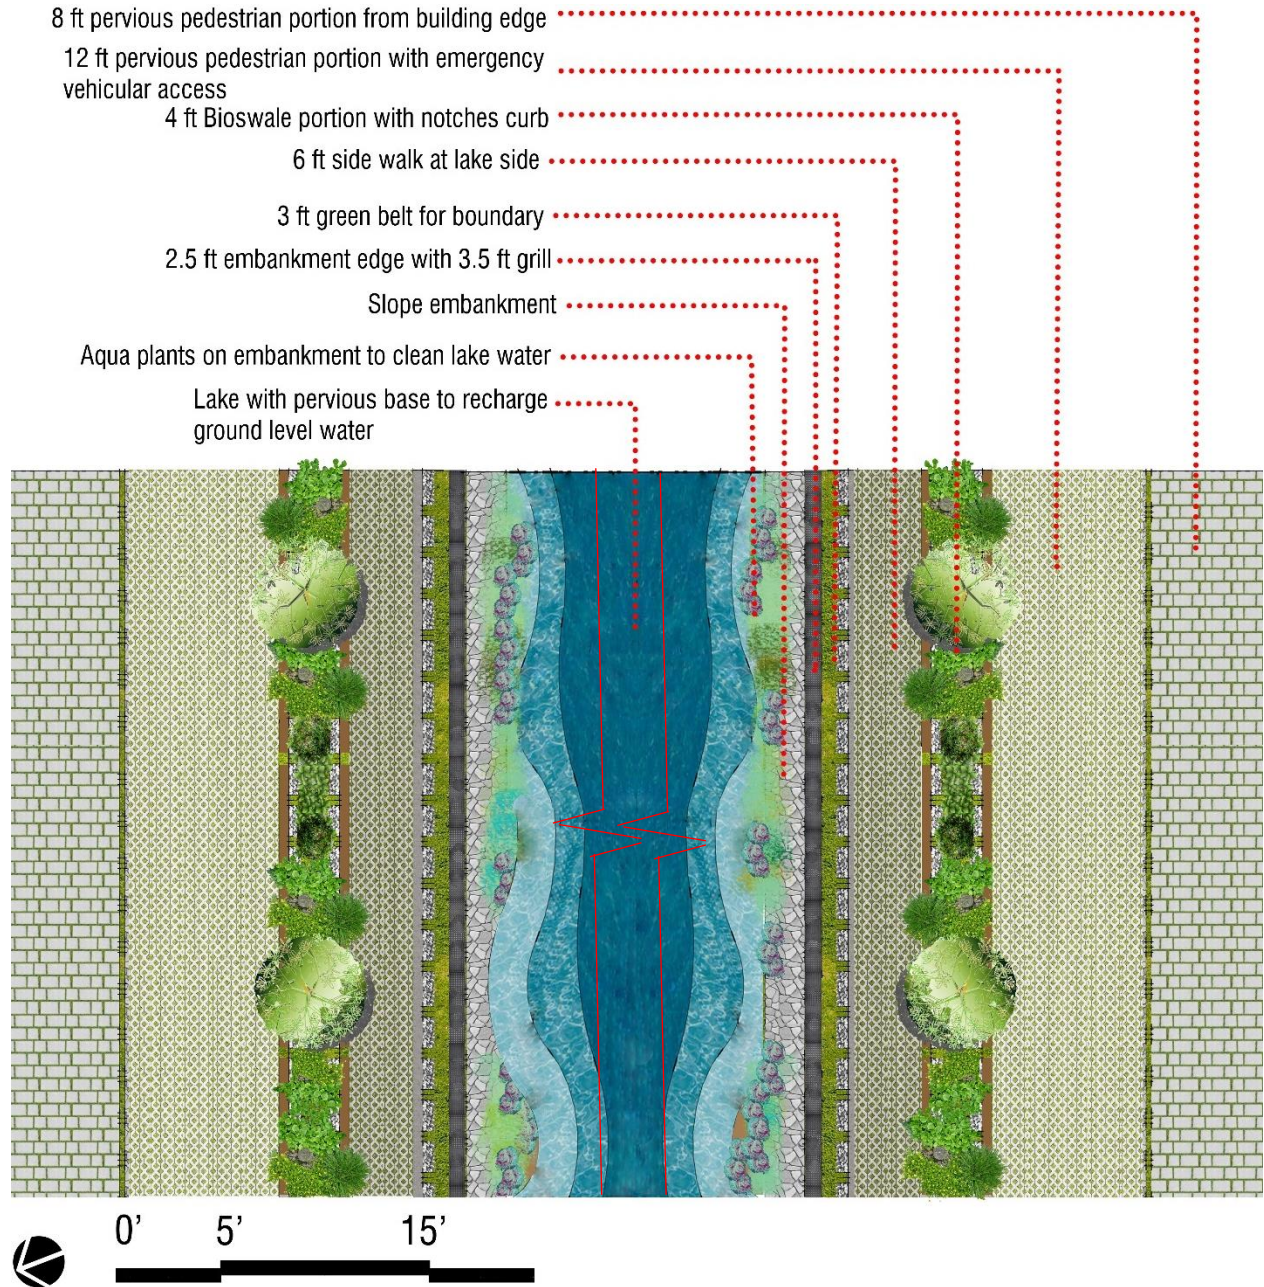 8 ft pervious pedestrian portion from building edge
12 ft pervious pedestrian portion with emergency
vehicular access
4 ft Bioswale portion with notches curb
6 ft side walk at lake side
3 ft green belt for boundary
2.5 ft embankment edge with 3.5 ft grill
Slope embankment
Aqua plants on embankment to clean lake water
Lake with pervious base to recharge
ground level water
0’ 5’ 15’